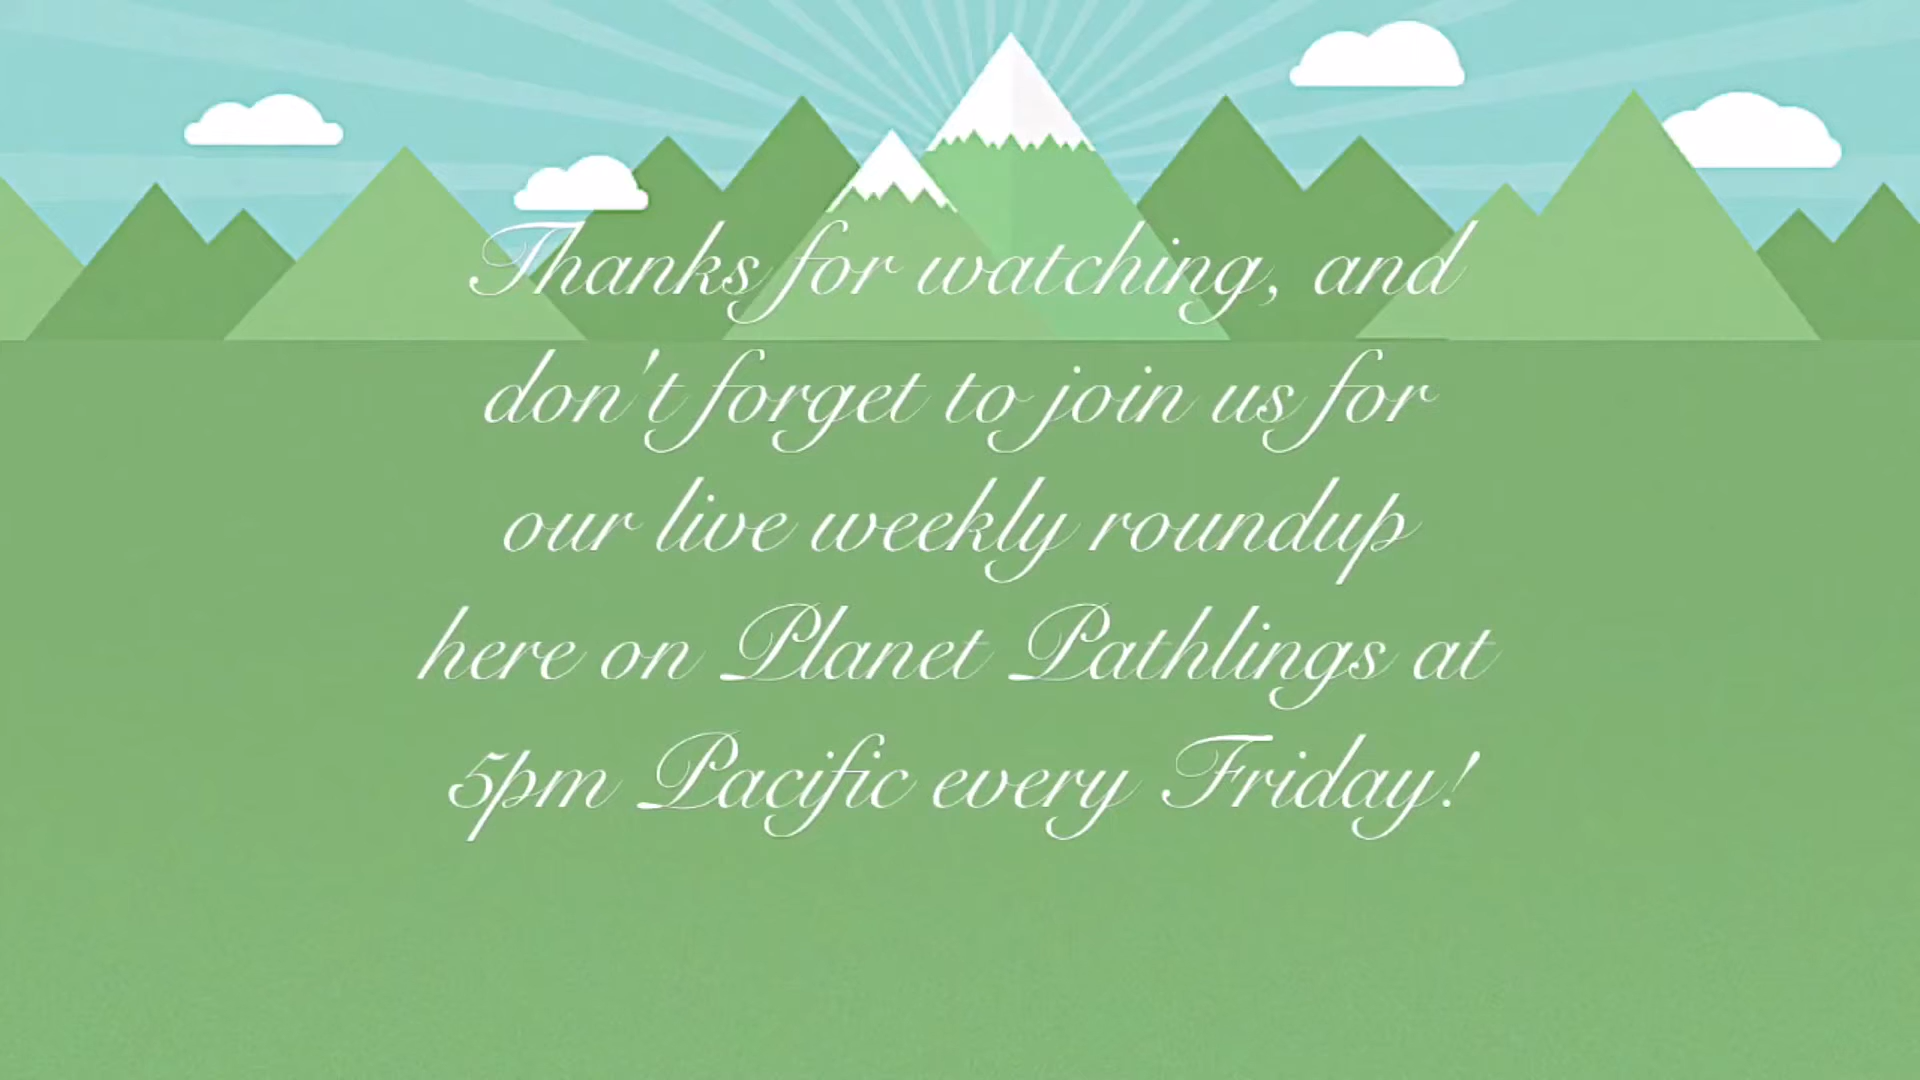 Thanks for watching, and
don't forget to join us for
our live weekly roundup
here on Planet Pathlings at
5pm Pacific every Friday!